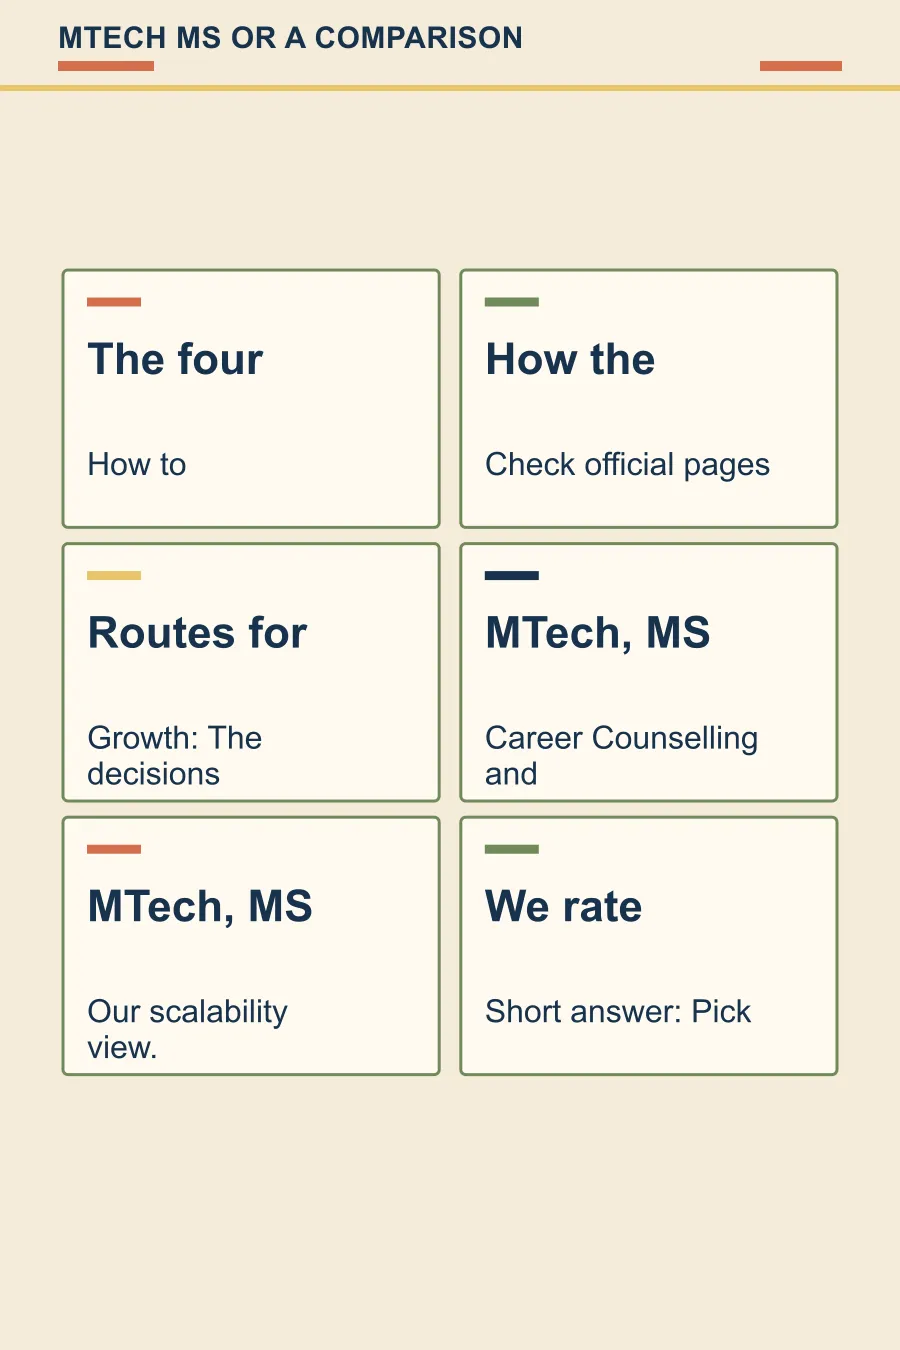 MTECH MS OR A COMPARISON
The four
How to
How the
Check official pages
Routes for
Growth: The
decisions
MTech, MS
Career Counselling
and
MTech, MS
Our scalability
view.
We rate
Short answer: Pick